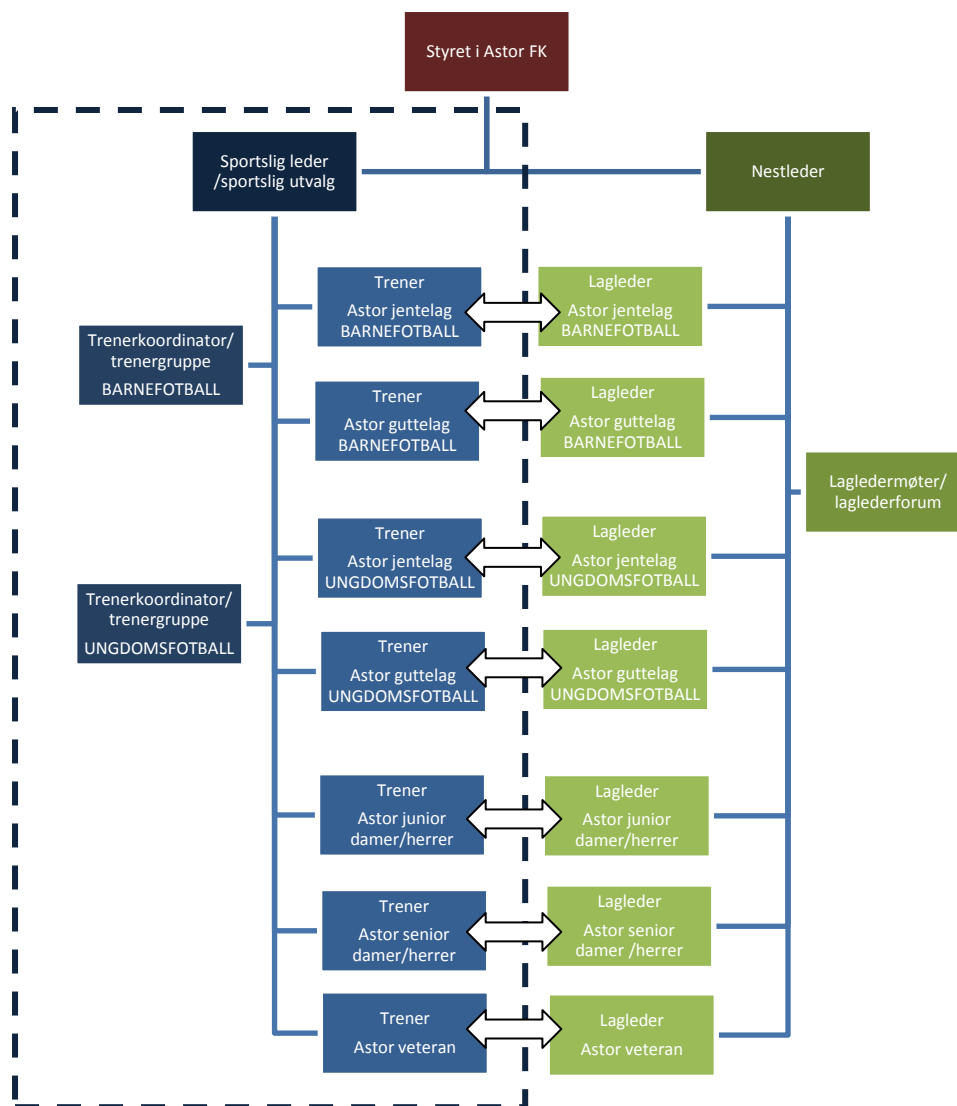 Styret i Astor FK
Sportslig leder
/sportslig utvalg
Nestleder
Trener
Astor jentelag
BARNEFOTBALL
Lagleder
Astor jentelag
BARNEFOTBALL
Trenerkoordinator/
trenergruppe
BARNEFOTBALL
Trener
Astor guttelag
BARNEFOTBALL
Lagleder
Astor guttelag
BARNEFOTBALL
Lagledermøter/
laglederforum
Trener
Astor jentelag
UNGDOMSFOTBALL
Lagleder
Astor jentelag
UNGDOMSFOTBALL
Trenerkoordinator/
trenergruppe
UNGDOMSFOTBALL
Trener
Astor guttelag
UNGDOMSFOTBALL
Lagleder
Astor guttelag
UNGDOMSFOTBALL
Trener
Astor junior
damer/herrer
Lagleder
Astor junior
damer/herrer
Trener
Astor senior
damer/herrer
Lagleder
Astor senior
damer /herrer
Trener
Astor veteran
Lagleder
Astor veteran